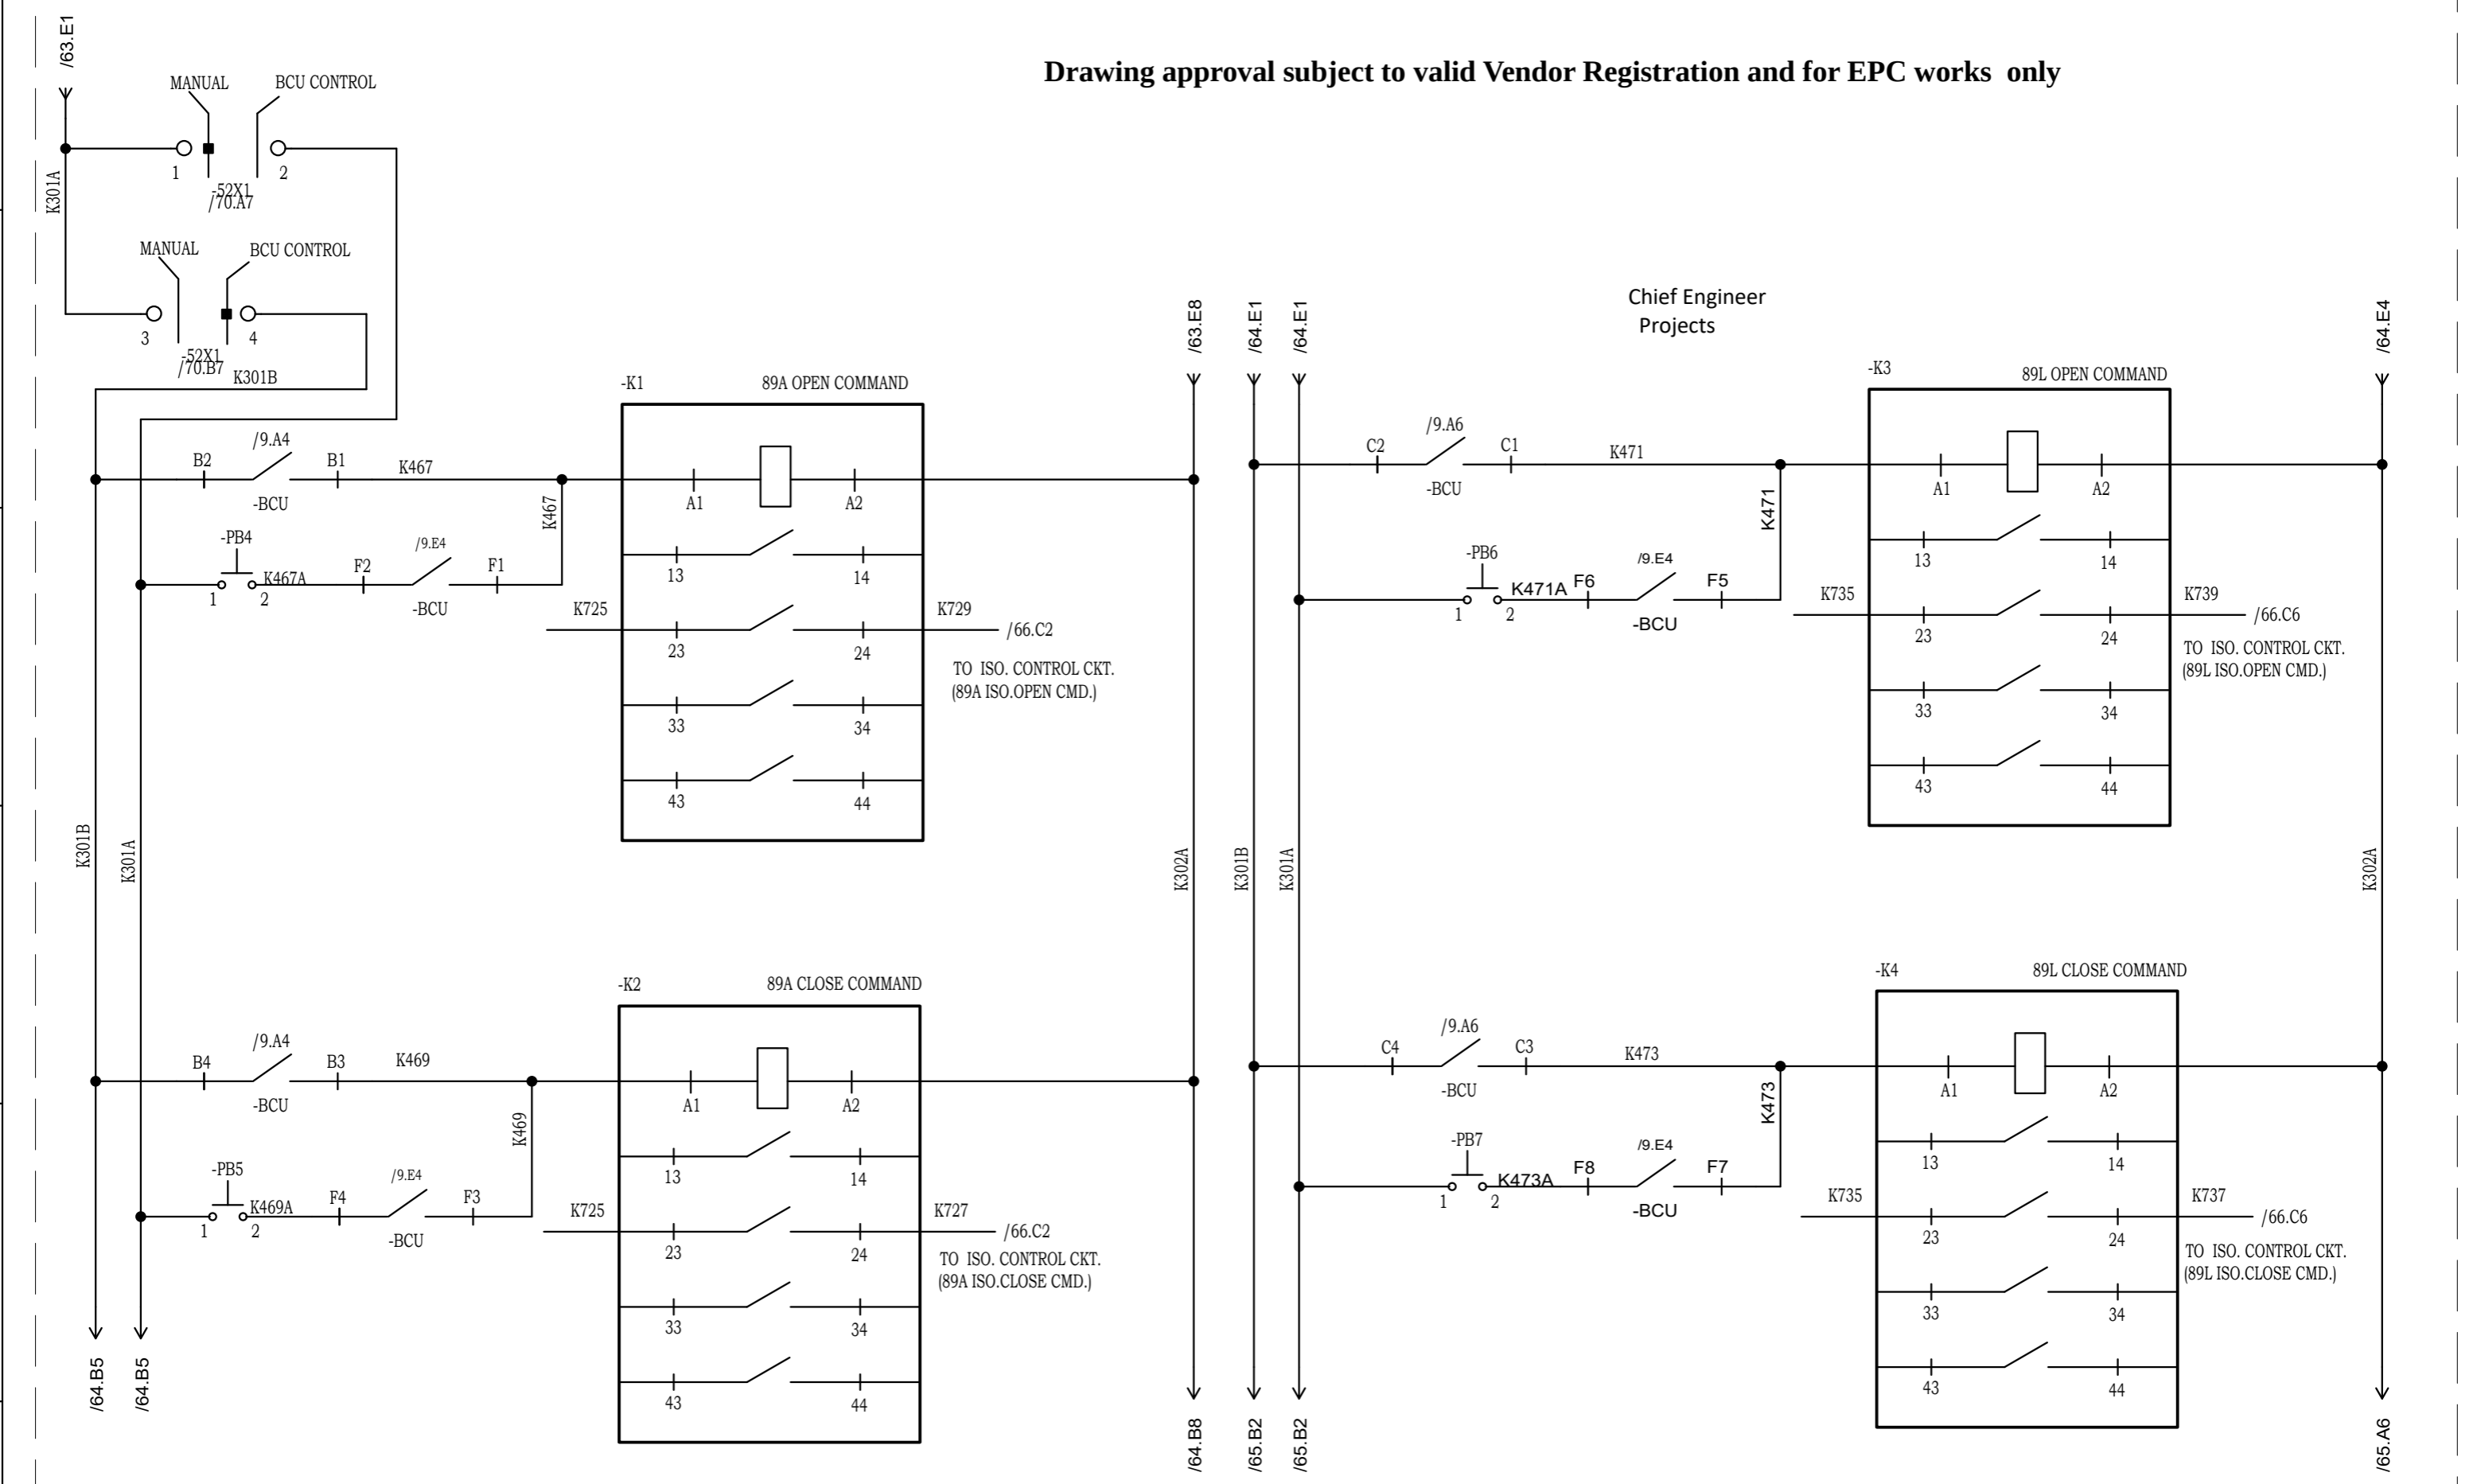 Drawing approval subject to valid Vendor Registration and for EPC works only
/63.E1
MANUAL
BCU CONTROL
1
2
-52X1
/70.A7
K301A
MANUAL
BCU CONTROL
3
4
-52X1
/70.B7
K301B
B2
/9.A4
B1
K467
-BCU
K467
-PB4
1
2
K467A
F2
/9.E4
F1
-BCU
-K1
89A OPEN COMMAND
A1
A2
13
14
K725
23
24
K729
/66.C2
TO ISO. CONTROL CKT.
(89A ISO.OPEN CMD.)
33
34
43
44
K301B
K301A
B4
/9.A4
B3
K469
-BCU
K469
-PB5
1
2
K469A
F4
/9.E4
F3
-BCU
-K2
89A CLOSE COMMAND
A1
A2
13
14
K725
23
24
K727
/66.C2
TO ISO. CONTROL CKT.
(89A ISO.CLOSE CMD.)
33
34
43
44
/64.B5
/64.B5
/63.E8
K302A
/64.B8
/64.E1
/64.E1
Chief Engineer
Projects
/64.E4
C2
/9.A6
C1
K471
-BCU
K471
-PB6
1
2
K471A
F6
/9.E4
F5
-BCU
-K3
89L OPEN COMMAND
A1
A2
13
14
K735
23
24
K739
/66.C6
TO ISO. CONTROL CKT.
(89L ISO.OPEN CMD.)
33
34
43
44
K301B
K301A
K302A
C4
/9.A6
C3
K473
-BCU
K473
-PB7
1
2
K473A
F8
/9.E4
F7
-BCU
-K4
89L CLOSE COMMAND
A1
A2
13
14
K735
23
24
K737
/66.C6
TO ISO. CONTROL CKT.
(89L ISO.CLOSE CMD.)
33
34
43
44
/65.B2
/65.B2
/65.A6